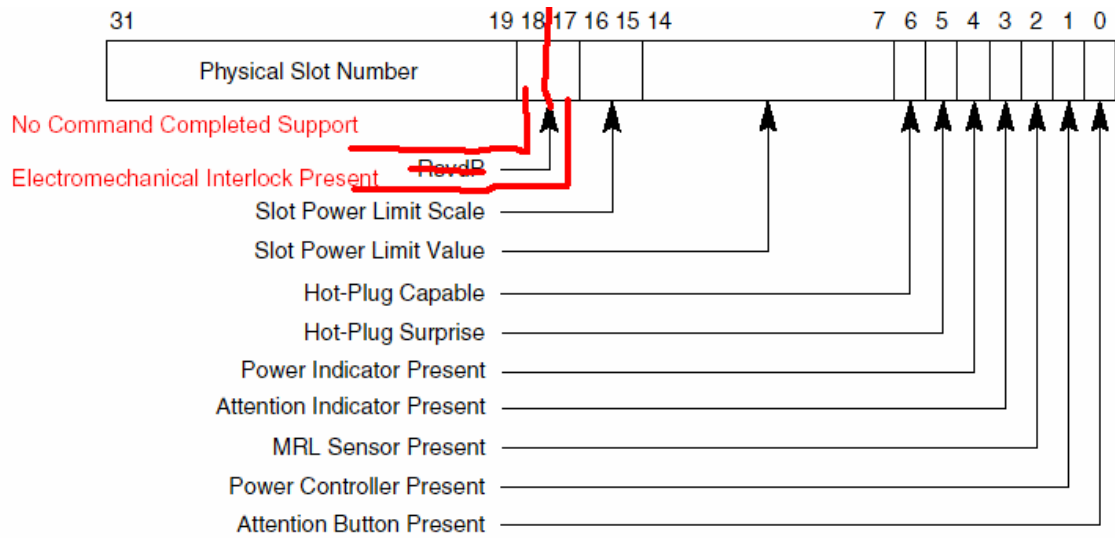 31 19 18 17 16 15 14 7 6 5 4 3 2 1 0
Physical Slot Number
No Command Completed Support
RsvdP
Electromechanical Interlock Present
Slot Power Limit Scale
Slot Power Limit Value
Hot-Plug Capable
Hot-Plug Surprise
Power Indicator Present
Attention Indicator Present
MRL Sensor Present
Power Controller Present
Attention Button Present